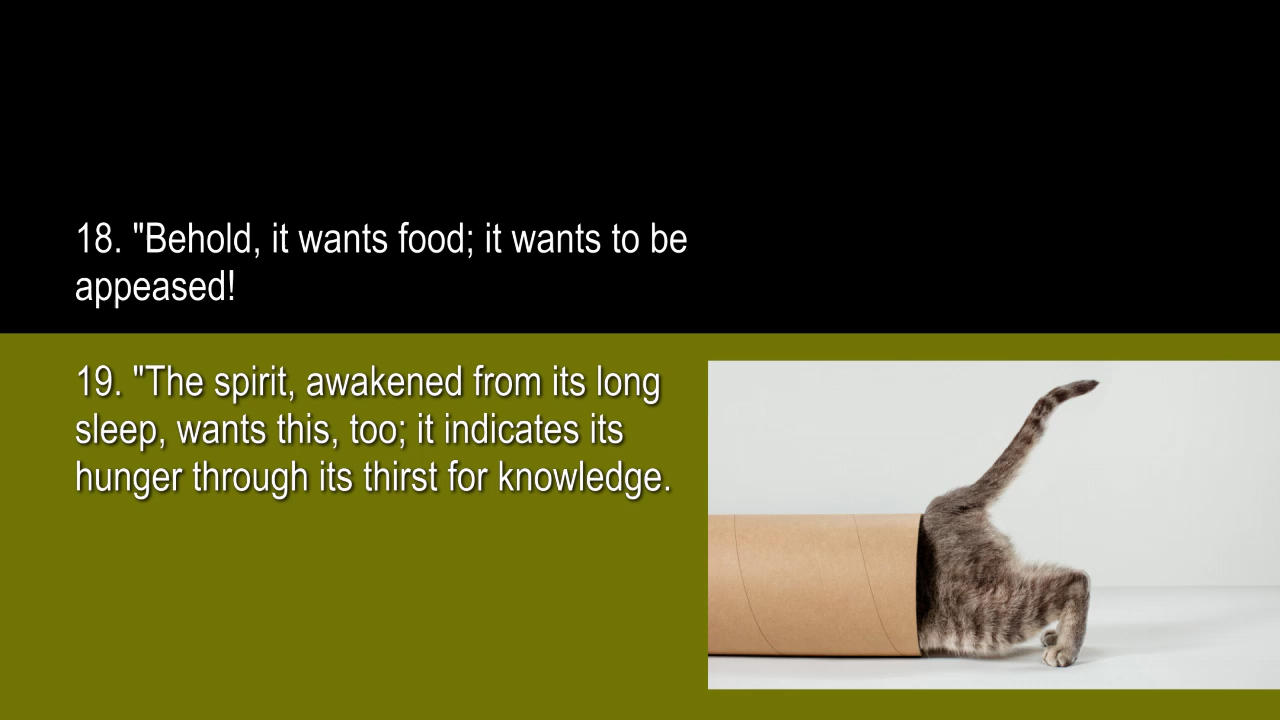 18. "Behold, it wants food; it wants to be
appeased!
19. "The spirit, awakened from its long
sleep, wants this, too; it indicates its
hunger through its thirst for knowledge.